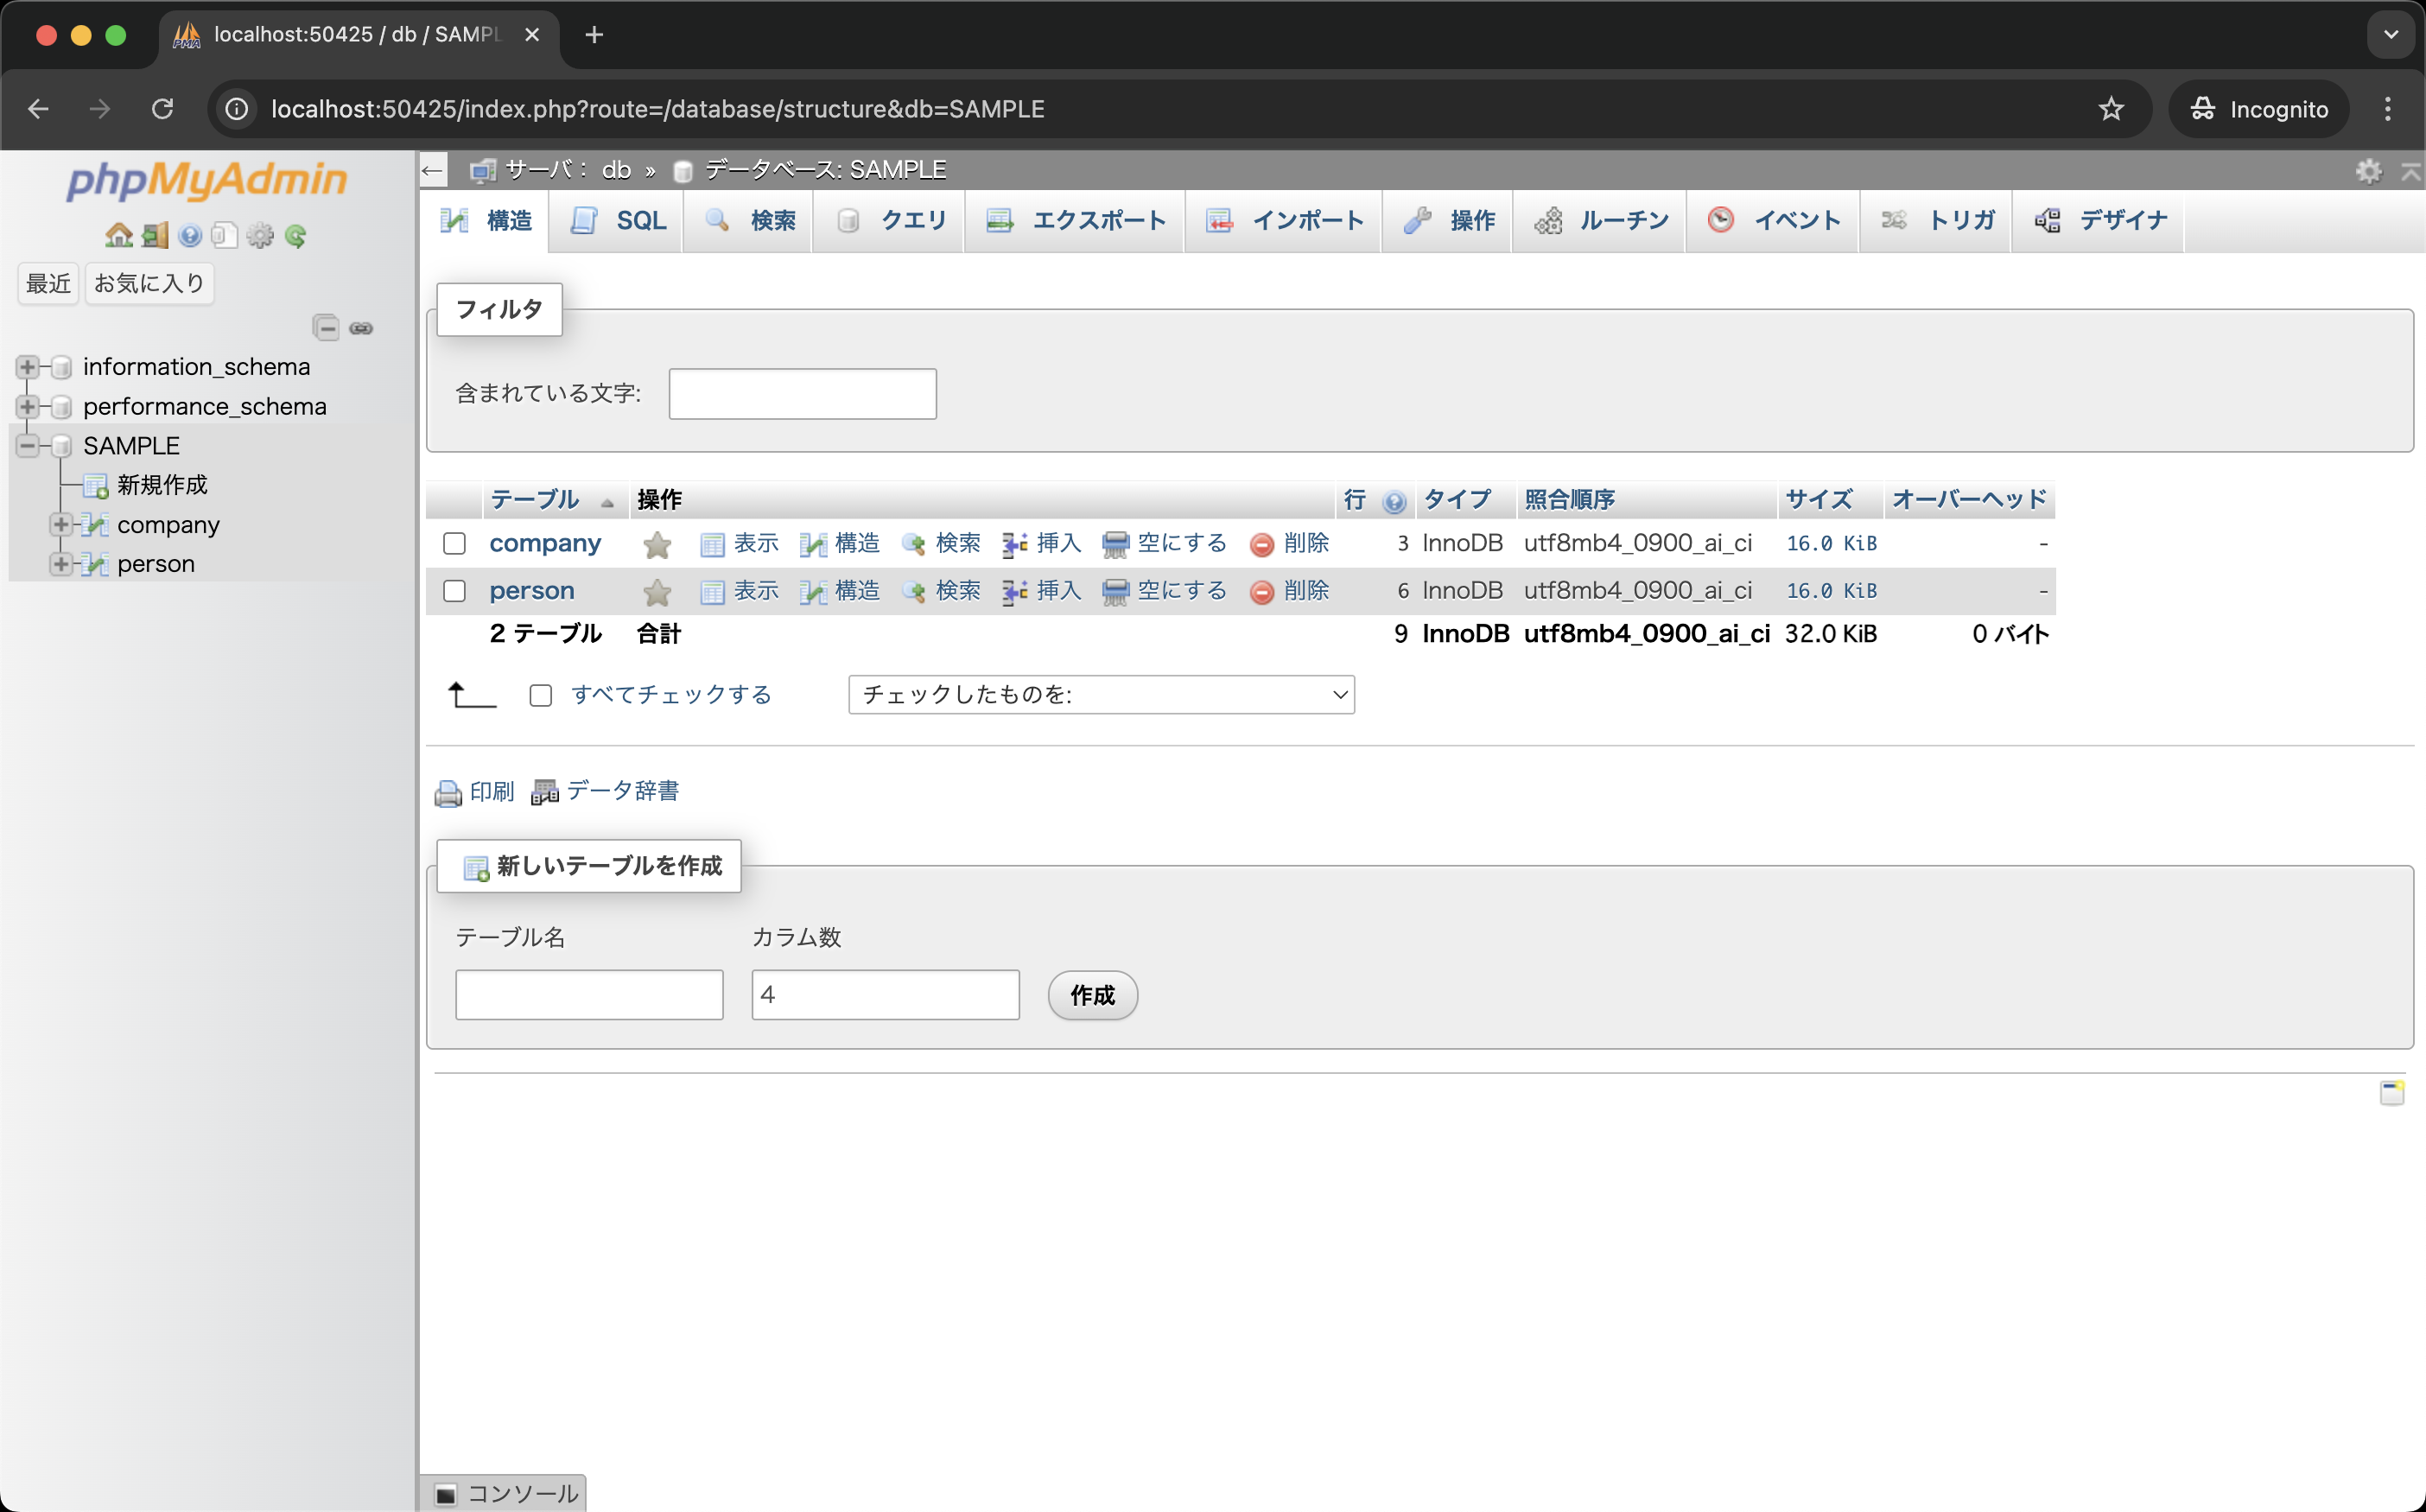 localhost:50425 / db / SAMPL
localhost:50425/index.php?route=/database/structure&db=SAMPLE
Incognito
phpMyAdmin
最近 お気に入り
information_schema
performance_schema
SAMPLE
新規作成
company
person
サーバ: db » データベース: SAMPLE
構造 SQL 検索 クエリ エクスポート インポート 操作 ルーチン イベント トリガ デザイナ
フィルタ
含まれている文字:
テーブル 操作 行 タイプ 照合順序 サイズ オーバーヘッド
company 表示 構造 検索 挿入 空にする 削除 3 InnoDB utf8mb4_0900_ai_ci 16.0 KiB -
person 表示 構造 検索 挿入 空にする 削除 6 InnoDB utf8mb4_0900_ai_ci 16.0 KiB -
2 テーブル 合計 9 InnoDB utf8mb4_0900_ai_ci 32.0 KiB 0 バイト
すべてチェックする チェックしたものを:
印刷 データ辞書
新しいテーブルを作成
テーブル名 カラム数
4 作成
コンソール